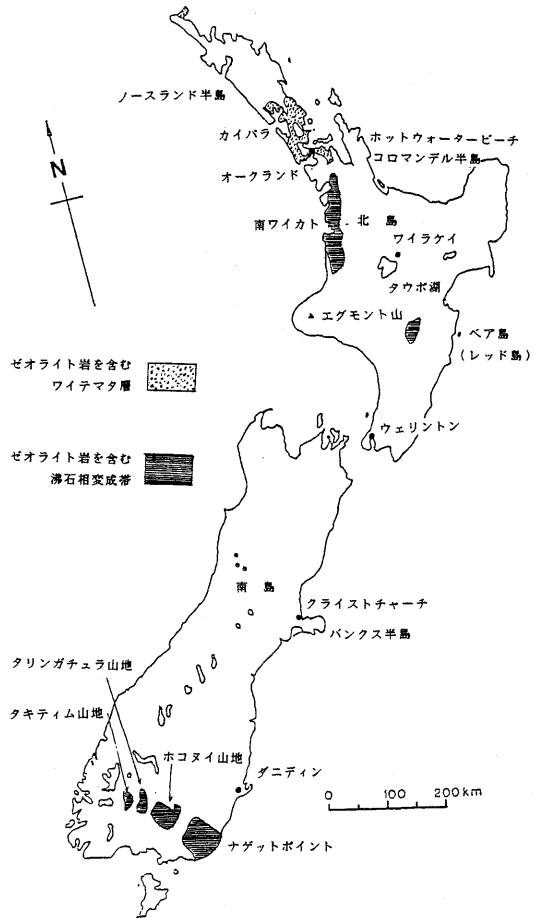 ノースランド半島
カイパラ
ホットウォータービーチ
コロマンデル半島
オークランド
N
南ワイカト
北島
ワイラケイ
タウポ湖
エグモント山
ベア島
(レッド島)
ゼオライト岩を含む
ワイテマタ層
ウェリントン
ゼオライト岩を含む
沸石相変成帯
南島
クライストチャーチ
バンクス半島
タリンガチュラ山地
タキティム山地
ホコヌイ山地
ダニディン
0 100 200km
ナゲットポイント